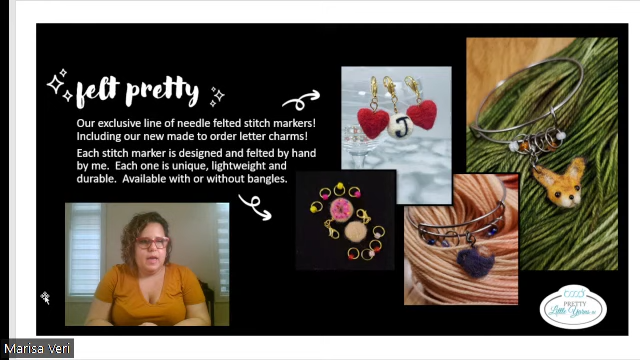 felt pretty
Our exclusive line of needle felted stitch markers!
Including our new made to order letter charms!
Each stitch marker is designed and felted by hand
by me. Each one is unique, lightweight and
durable. Available with or without bangles.
J
PRETTY
Little Yarns
Marisa Veri